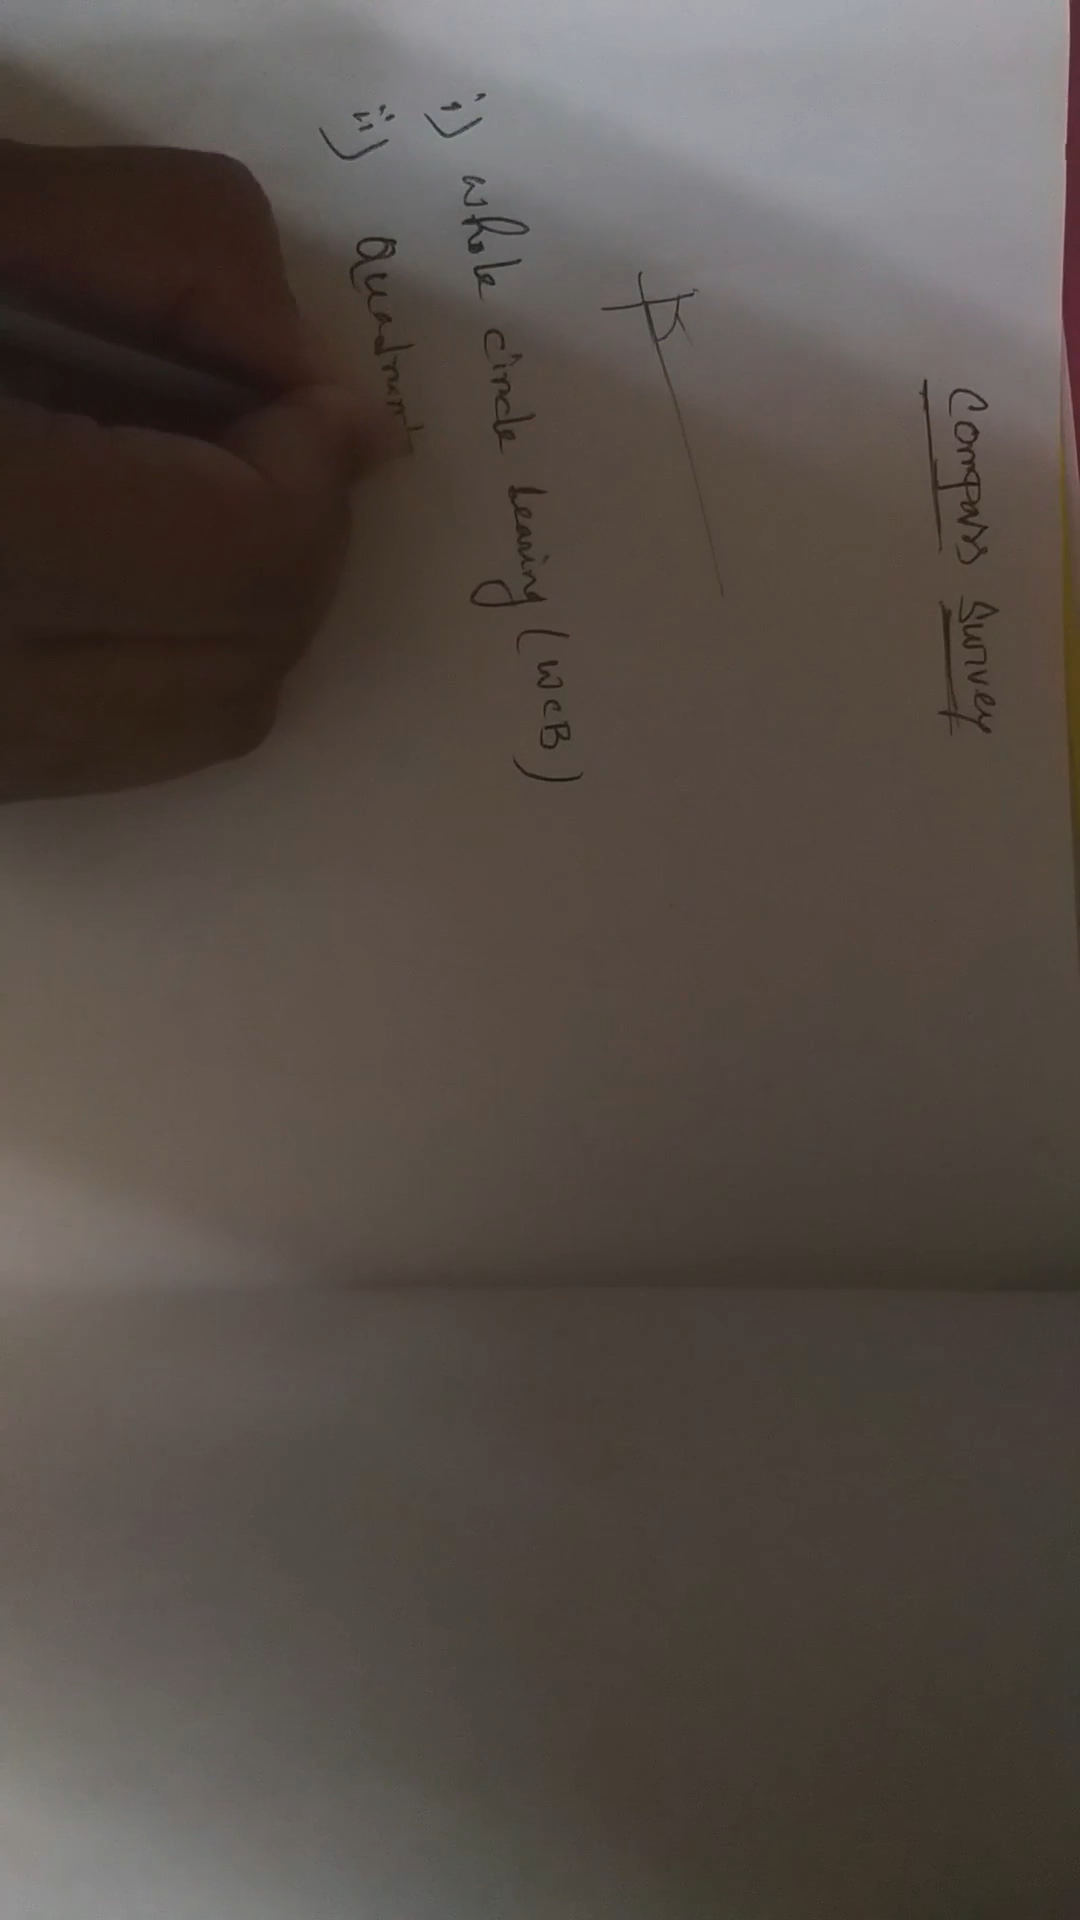 Compass Survey
i) whole circle bearing (WCB)
ii) Quadrant